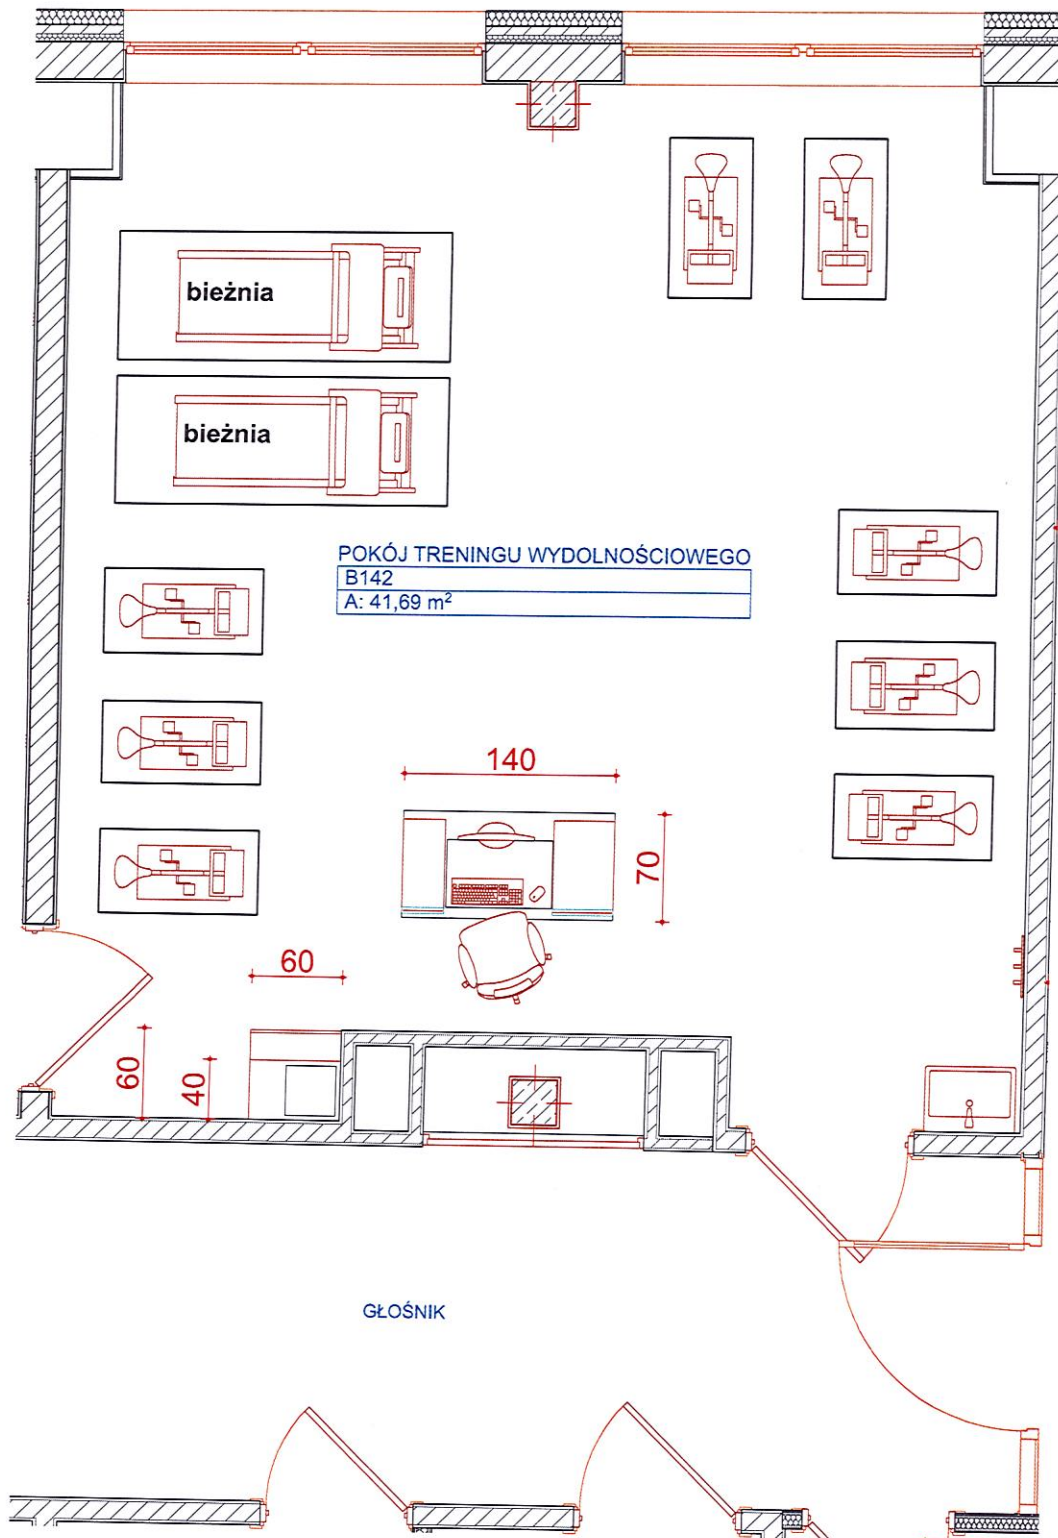 bieżnia
bieżnia
POKÓJ TRENINGU WYDOLNOŚCIOWEGO
B142
A: 41,69 m²
140
70
60
60
40
GŁOŚNIK